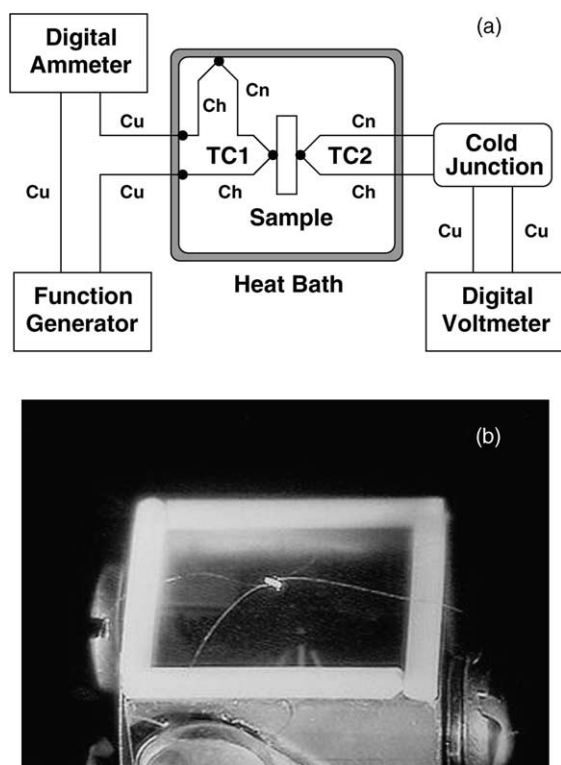 (a)
Digital
Ammeter
Cn
Ch
Cu
Cn
TC1
TC2
Cold
Junction
Cu
Cu
Ch
Ch
Sample
Cu
Cu
Heat Bath
Function
Generator
Digital
Voltmeter
(b)